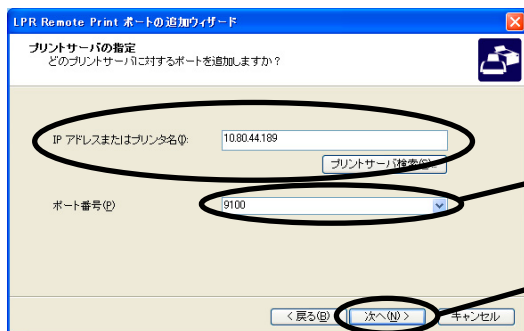 LPR Remote Print ポートの追加ウィザード
プリントサーバの指定
どのプリントサーバに対するポートを追加しますか？
IP アドレスまたはプリンタ名(I):
10.80.44.189
プリントサーバ検索(S)...
ポート番号(P)
9100
< 戻る(B)
次へ(N) >
キャンセル